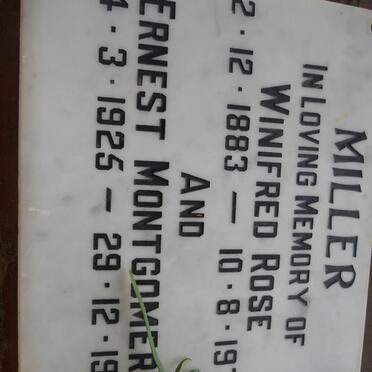 MILLER
IN LOVING MEMORY OF
WINIFRED ROSE
2·12·1883 — 10·8·19
AND
ERNEST MONTGOMER
4·3·1925 — 29·12·19